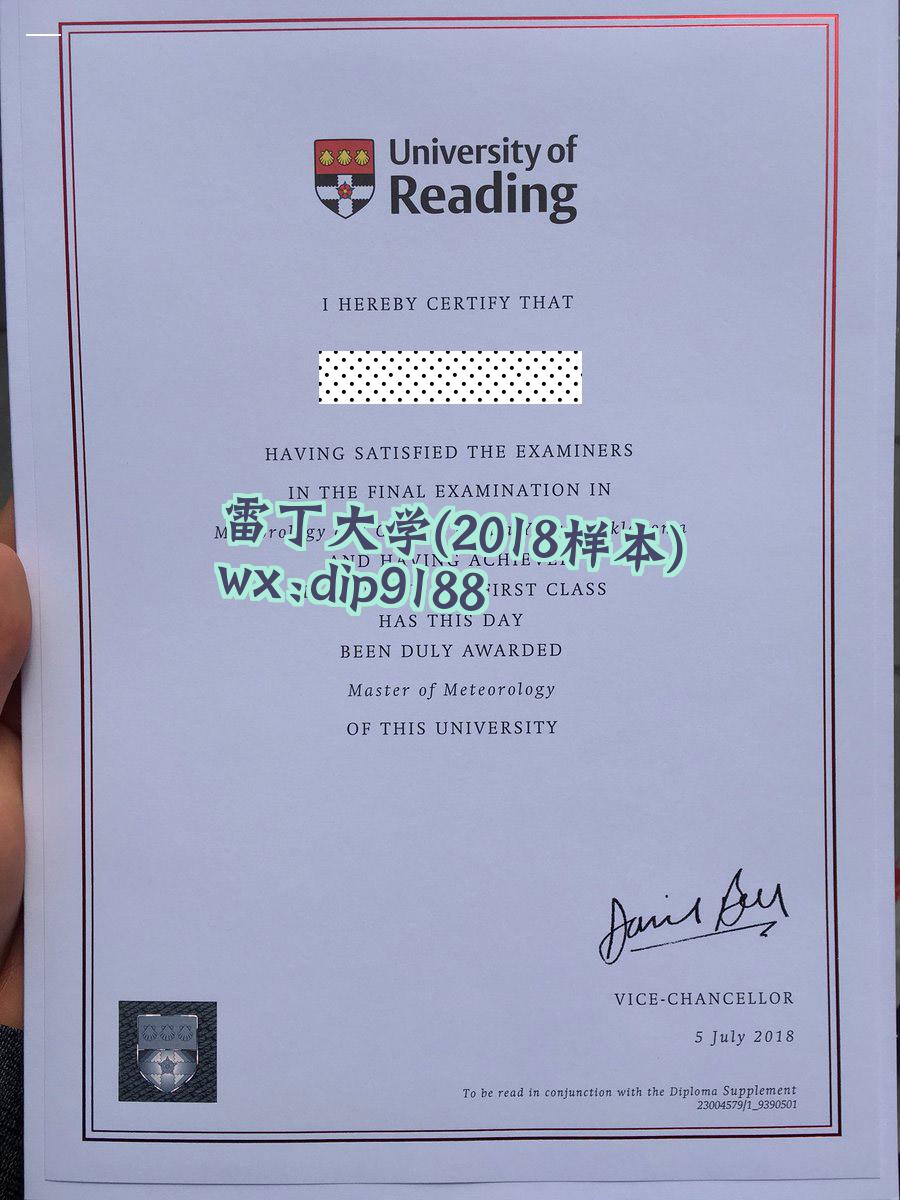 University of
Reading
I HEREBY CERTIFY THAT
HAVING SATISFIED THE EXAMINERS
IN THE FINAL EXAMINATION IN
雷丁大学(2018样本)
AND HAVING
wx:dip9188
FIRST CLASS
HAS THIS DAY
BEEN DULY AWARDED
Master of Meteorology
OF THIS UNIVERSITY
VICE-CHANCELLOR
5 July 2018
To be read in conjunction with the Diploma Supplement
23004579/1_9390501